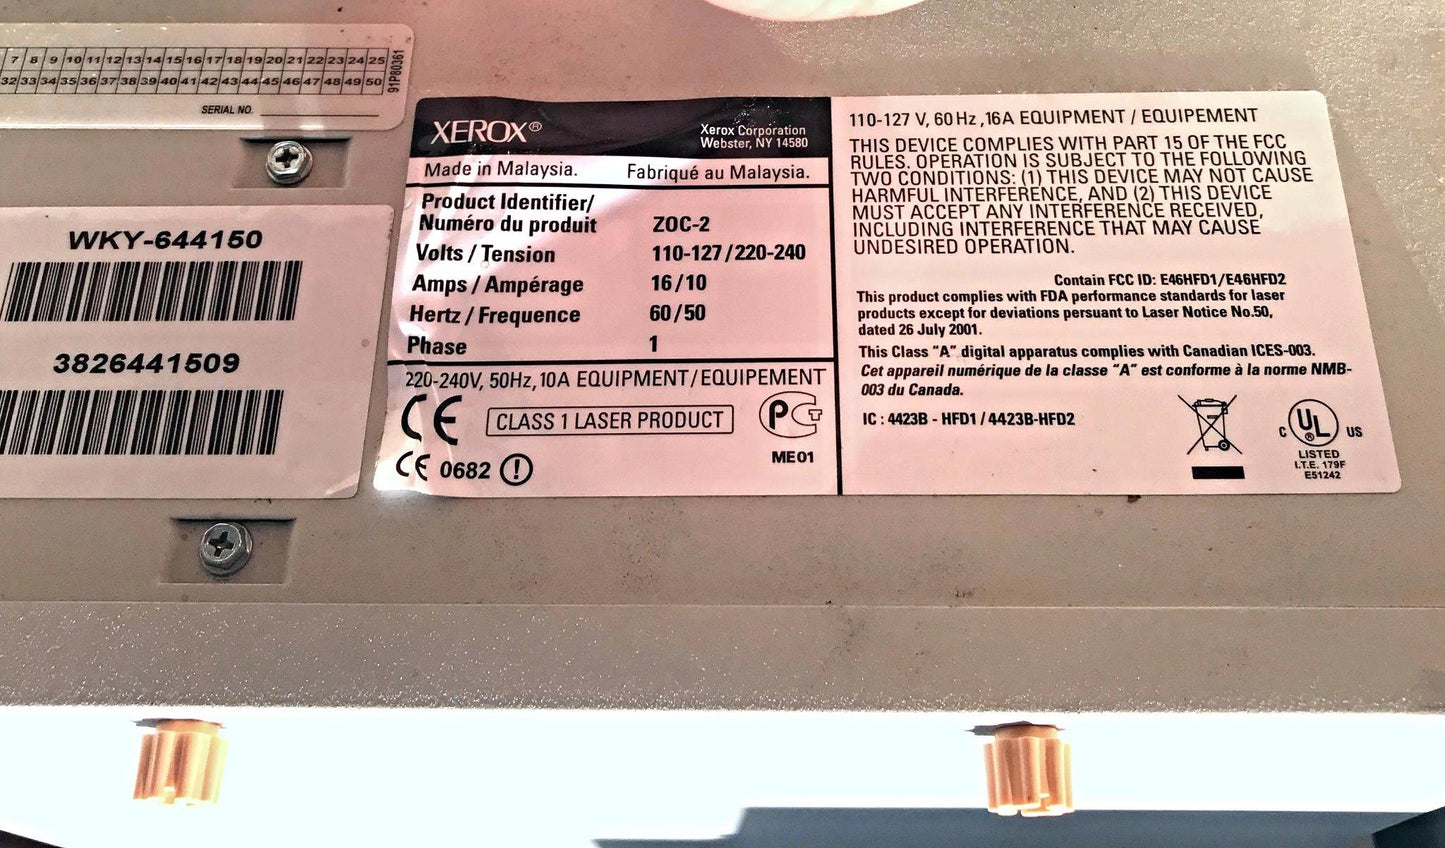 7 8 9 10 11 12 13 14 15 16 17 18 19 20 21 22 23 24 25
32 33 34 35 36 37 38 39 40 41 42 43 44 45 46 47 48 49 50
91P80361
SERIAL NO.
WKY-644150
3826441509
XEROX®
Xerox Corporation
Webster, NY 14580
Made in Malaysia. Fabriqué au Malaysia.
Product Identifier/
Numéro du produit ZOC-2
Volts / Tension 110-127/220-240
Amps / Ampérage 16/10
Hertz / Frequence 60/50
Phase 1
220-240V, 50Hz, 10A EQUIPMENT/EQUIPEMENT
CE CLASS 1 LASER PRODUCT
ME01
CE 0682
110-127 V, 60 Hz ,16A EQUIPMENT / EQUIPEMENT
THIS DEVICE COMPLIES WITH PART 15 OF THE FCC
RULES. OPERATION IS SUBJECT TO THE FOLLOWING
TWO CONDITIONS: (1) THIS DEVICE MAY NOT CAUSE
HARMFUL INTERFERENCE, AND (2) THIS DEVICE
MUST ACCEPT ANY INTERFERENCE RECEIVED,
INCLUDING INTERFERENCE THAT MAY CAUSE
UNDESIRED OPERATION.
Contain FCC ID: E46HFD1/E46HFD2
This product complies with FDA performance standards for laser
products except for deviations persuant to Laser Notice No.50,
dated 26 July 2001.
This Class "A" digital apparatus complies with Canadian ICES-003.
Cet appareil numérique de la classe "A" est conforme à la norme NMB-
003 du Canada.
IC : 4423B - HFD1 / 4423B-HFD2
C UL® US
LISTED
I.T.E. 179F
E51242